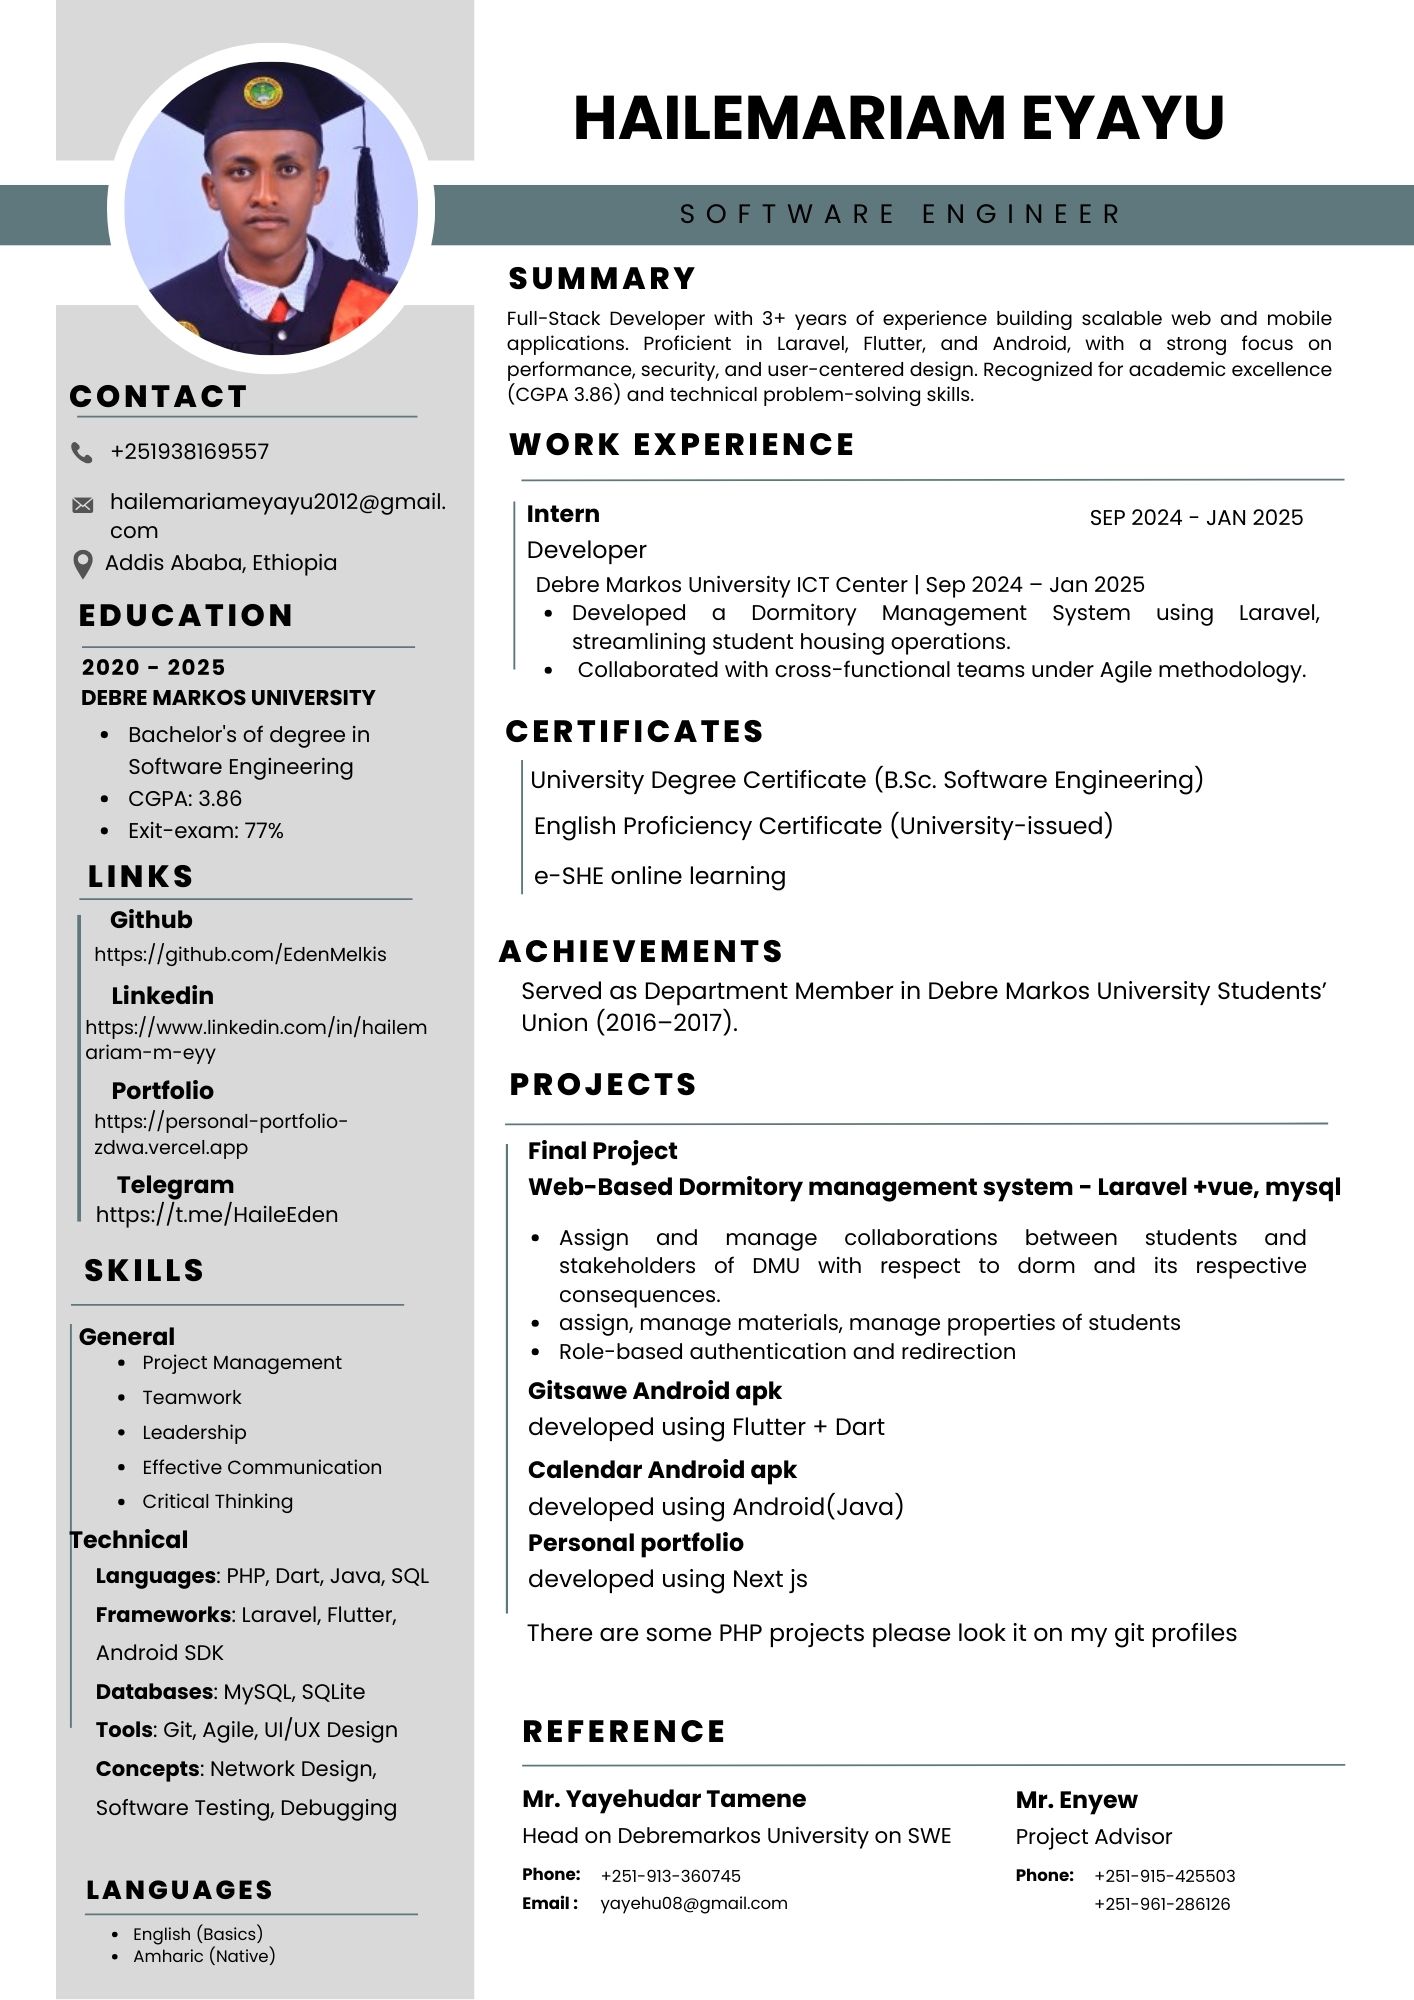 HAILEMARIAM EYAYU
SOFTWARE ENGINEER
CONTACT
+251938169557
hailemariameyayu2012@gmail.
com
Addis Ababa, Ethiopia
EDUCATION
2020 - 2025
DEBRE MARKOS UNIVERSITY
• Bachelor's of degree in
Software Engineering
• CGPA: 3.86
• Exit-exam: 77%
LINKS
Github
https://github.com/EdenMelkis
Linkedin
https://www.linkedin.com/in/hailem
ariam-m-eyy
Portfolio
https://personal-portfolio-
zdwa.vercel.app
Telegram
https://t.me/HaileEden
SKILLS
General
• Project Management
• Teamwork
• Leadership
• Effective Communication
• Critical Thinking
Technical
Languages: PHP, Dart, Java, SQL
Frameworks: Laravel, Flutter,
Android SDK
Databases: MySQL, SQLite
Tools: Git, Agile, UI/UX Design
Concepts: Network Design,
Software Testing, Debugging
LANGUAGES
• English (Basics)
• Amharic (Native)
SUMMARY
Full-Stack Developer with 3+ years of experience building scalable web and mobile
applications. Proficient in Laravel, Flutter, and Android, with a strong focus on
performance, security, and user-centered design. Recognized for academic excellence
(CGPA 3.86) and technical problem-solving skills.
WORK EXPERIENCE
Intern
SEP 2024 - JAN 2025
Developer
Debre Markos University ICT Center | Sep 2024 – Jan 2025
• Developed a Dormitory Management System using Laravel,
streamlining student housing operations.
• Collaborated with cross-functional teams under Agile methodology.
CERTIFICATES
University Degree Certificate (B.Sc. Software Engineering)
English Proficiency Certificate (University-issued)
e-SHE online learning
ACHIEVEMENTS
Served as Department Member in Debre Markos University Students’
Union (2016–2017).
PROJECTS
Final Project
Web-Based Dormitory management system - Laravel +vue, mysql
• Assign and manage collaborations between students and
stakeholders of DMU with respect to dorm and its respective
consequences.
• assign, manage materials, manage properties of students
• Role-based authentication and redirection
Gitsawe Android apk
developed using Flutter + Dart
Calendar Android apk
developed using Android(Java)
Personal portfolio
developed using Next js
There are some PHP projects please look it on my git profiles
REFERENCE
Mr. Yayehudar Tamene
Head on Debremarkos University on SWE
Phone: +251-913-360745
Email : yayehu08@gmail.com
Mr. Enyew
Project Advisor
Phone: +251-915-425503
+251-961-286126